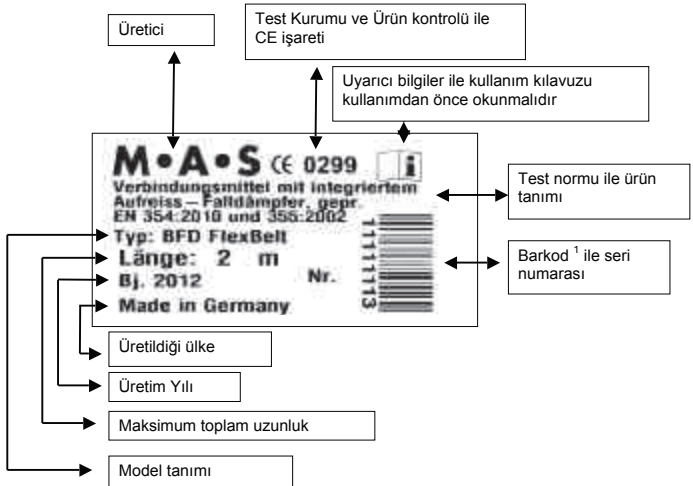 Üretici
Test Kurumu ve Ürün kontrolü ile
CE işareti
Uyarıcı bilgiler ile kullanım kılavuzu
kullanımdan önce okunmalıdır
M•A•S CE 0299
Verbindungsmittel mit integriertem
Aufreiss – Falldämpfer, gepr.
EN 354:2010 und 355:2002
Typ: BFD FlexBelt
Länge: 2 m
Bj. 2012 Nr.
Made in Germany
11111113
Test normu ile ürün
tanımı
Barkod 1 ile seri
numarası
Üretildiği ülke
Üretim Yılı
Maksimum toplam uzunluk
Model tanımı